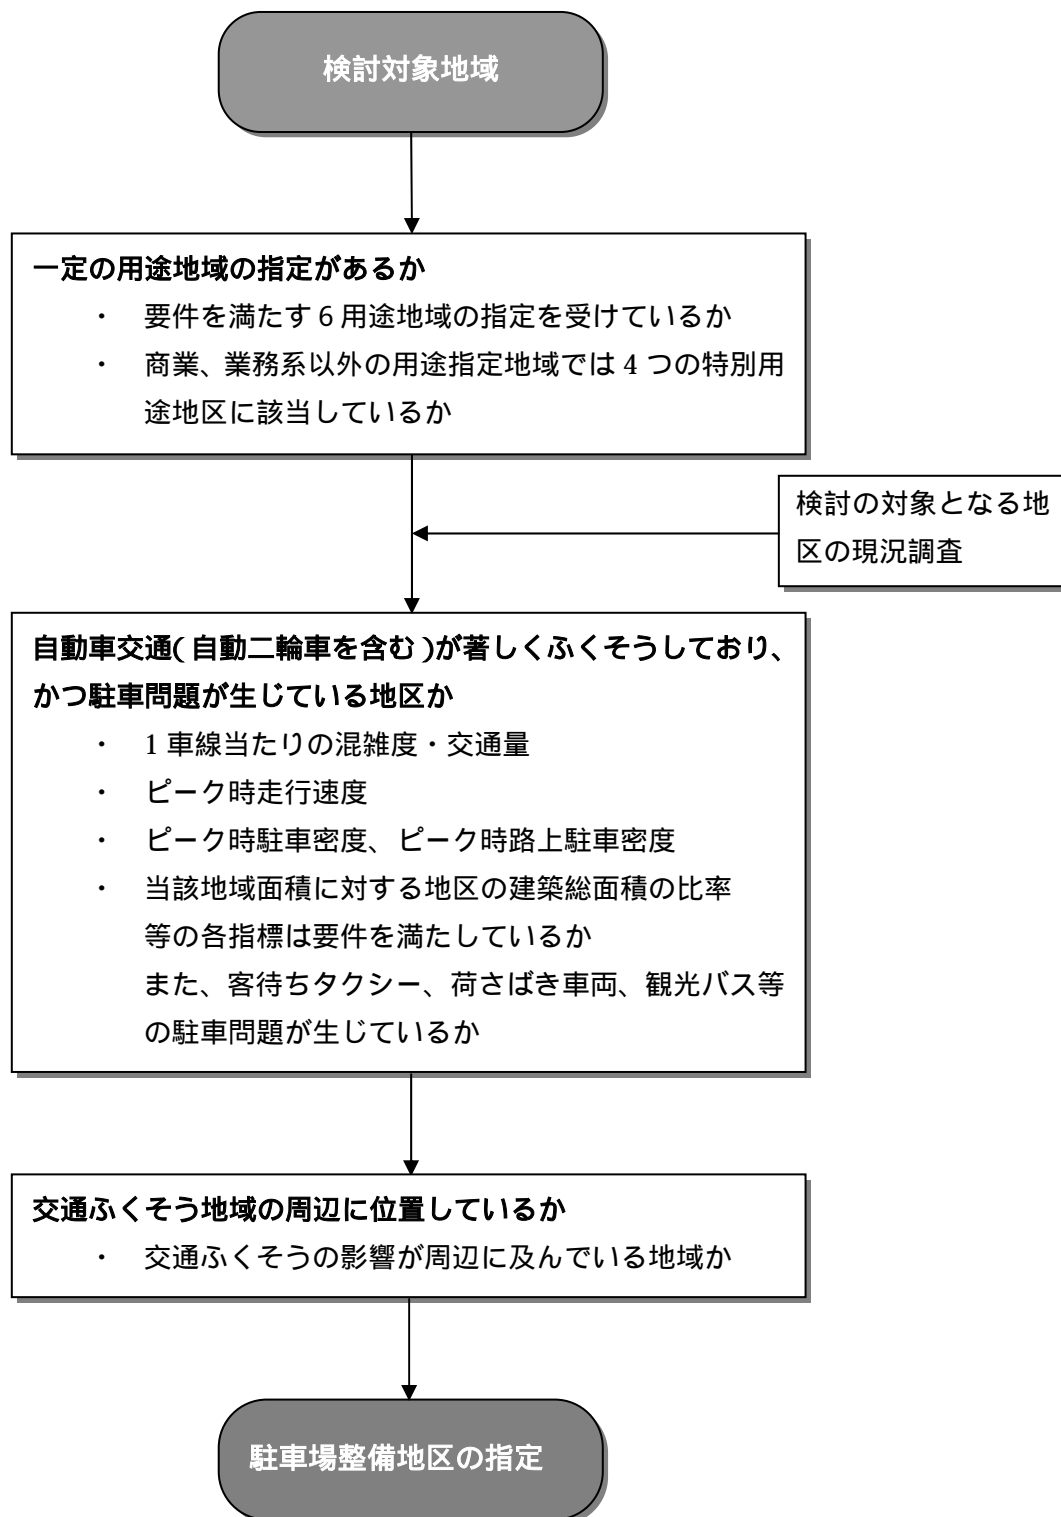 検討対象地域
一定の用途地域の指定があるか
・ 要件を満たす6用途地域の指定を受けているか
・ 商業、業務系以外の用途指定地域では4つの特別用
途地区に該当しているか
検討の対象となる地
区の現況調査
自動車交通(自動二輪車を含む)が著しくふくそうしており、
かつ駐車問題が生じている地区か
・ 1車線当たりの混雑度・交通量
・ ピーク時走行速度
・ ピーク時駐車密度、ピーク時路上駐車密度
・ 当該地域面積に対する地区の建築総面積の比率
等の各指標は要件を満たしているか
また、客待ちタクシー、荷さばき車両、観光バス等
の駐車問題が生じているか
交通ふくそう地域の周辺に位置しているか
・ 交通ふくそうの影響が周辺に及んでいる地域か
駐車場整備地区の指定